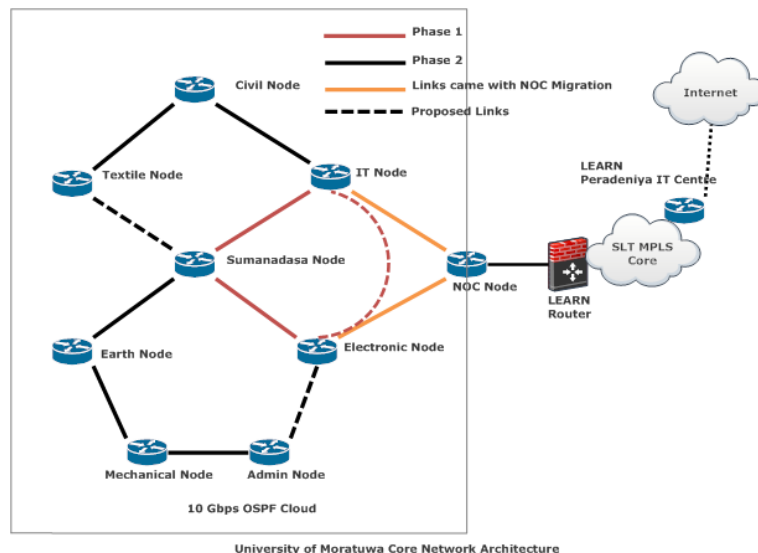 Phase 1
Phase 2
Links came with NOC Migration
Proposed Links
Civil Node
Internet
Textile Node
IT Node
LEARN
Peradeniya IT Centre
Sumanadasa Node
NOC Node
SLT MPLS
Core
LEARN
Router
Earth Node
Electronic Node
Mechanical Node
Admin Node
10 Gbps OSPF Cloud
University of Moratuwa Core Network Architecture